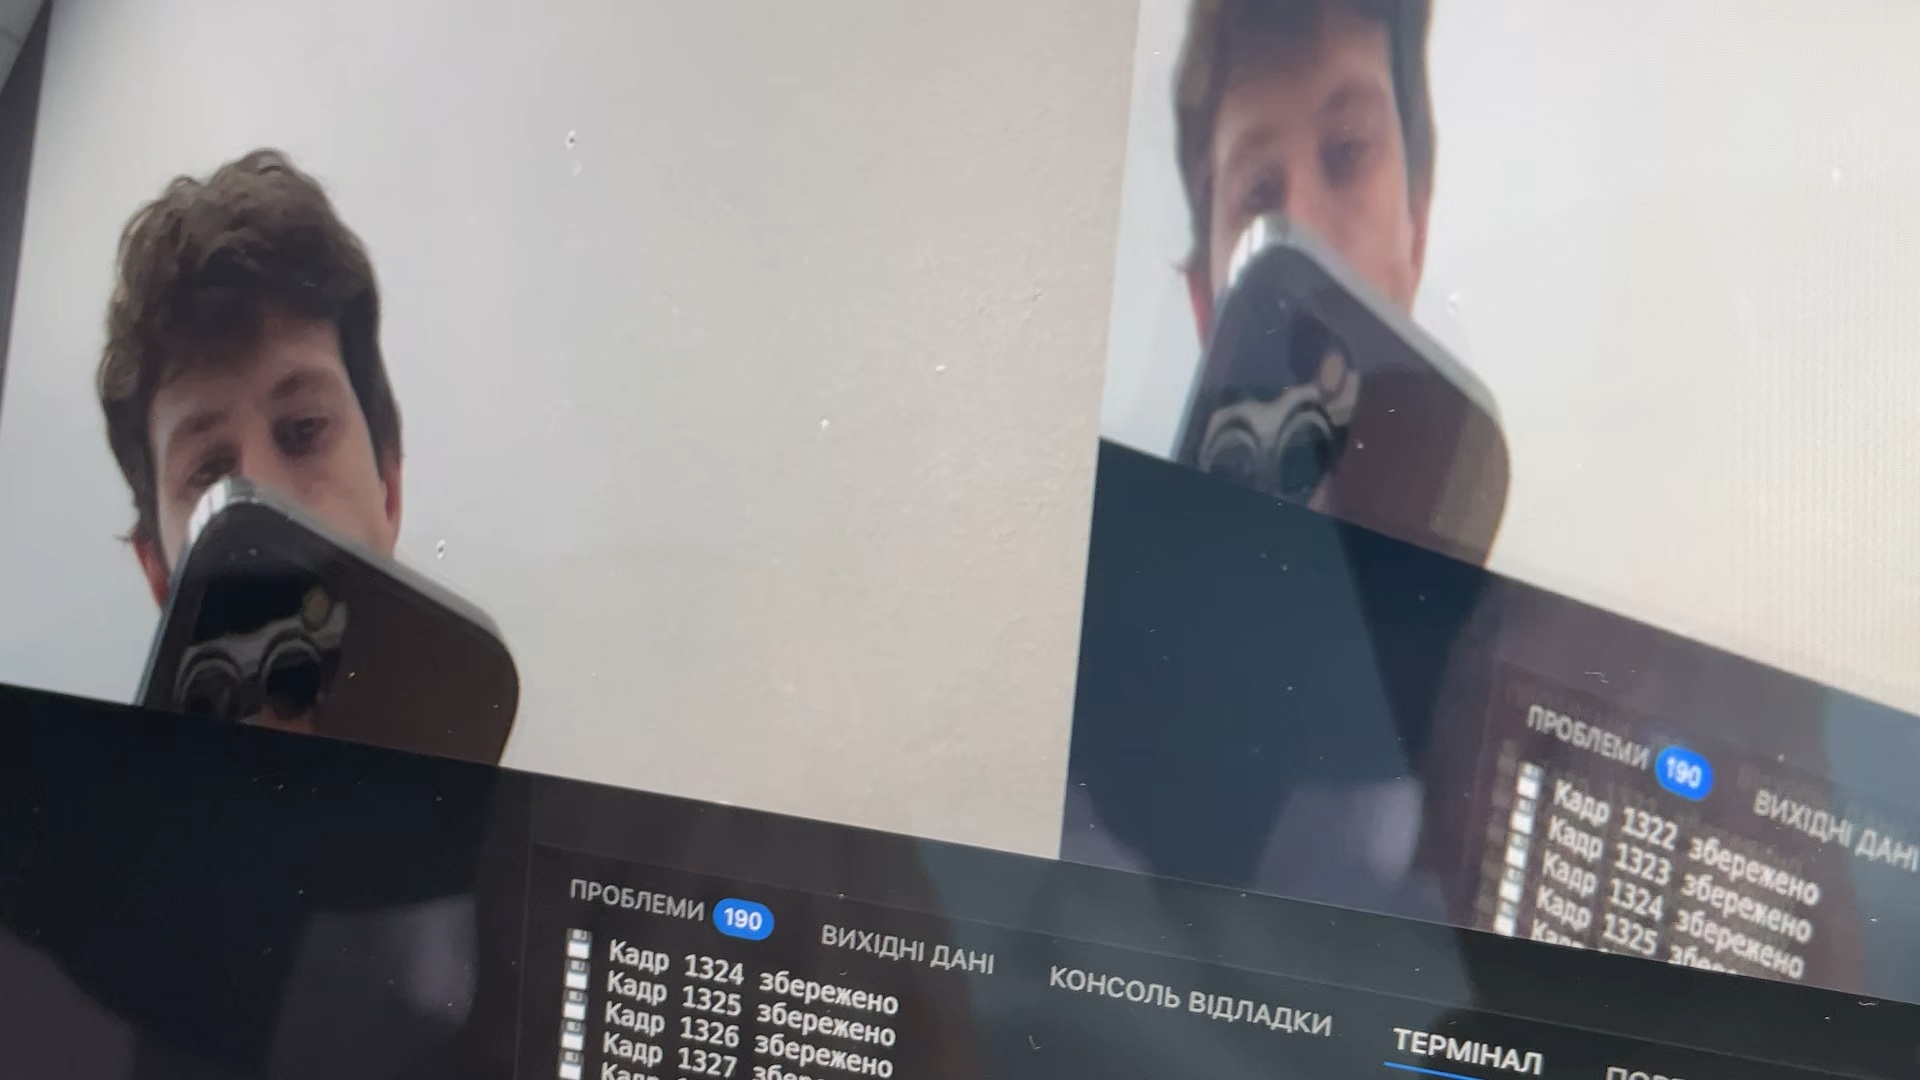 ПРОБЛЕМИ 190 ВИХІДНІ ДАНІ
Кадр 1322 збережено
Кадр 1323 збережено
Кадр 1324 збережено
Кадр 1325 збережено
ПРОБЛЕМИ 190 ВИХІДНІ ДАНІ КОНСОЛЬ ВІДЛАДКИ ТЕРМІНАЛ
Кадр 1324 збережено
Кадр 1325 збережено
Кадр 1326 збережено
Кадр 1327